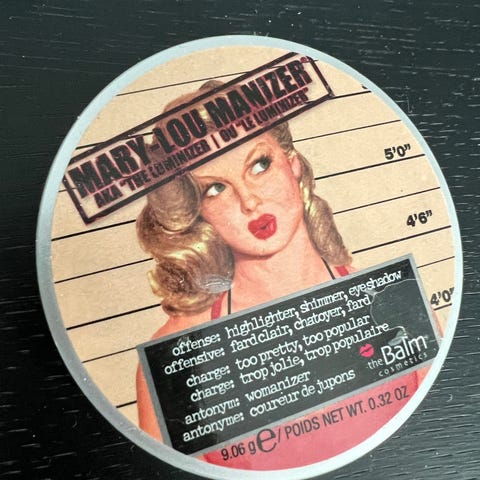 MARY-LOU MANIZER®
AKA "THE LUMINIZER" | OU "LE LUMINIZER"
5'0"
4'6"
4'0"
offense: highlighter, shimmer, eyeshadow
offensive: fard clair, chatoyer, fard
charge: too pretty, too popular
charge: trop jolie, trop populaire
antonym: womanizer
antonyme: coureur de jupons
theBalm®
cosmetics
9.06 g e / POIDS NET WT. 0.32 OZ